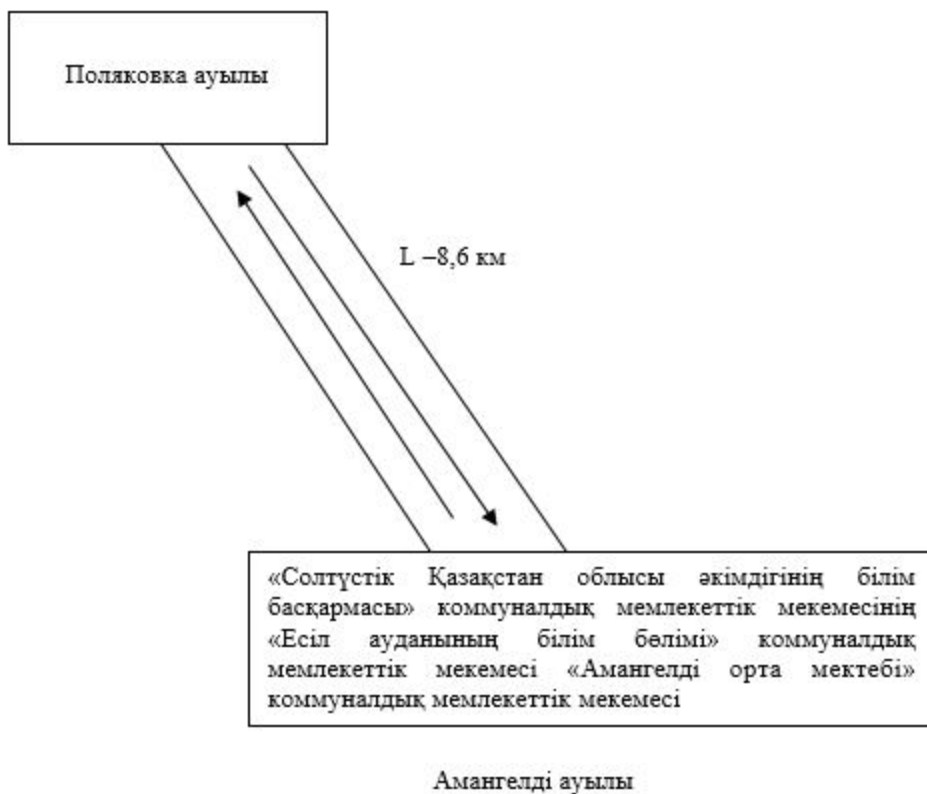 Поляковка ауылы
L –8,6 км
«Солтүстік Қазақстан облысы әкімдігінің білім
басқармасы» коммуналдық мемлекеттік мекемесінің
«Есіл ауданының білім бөлімі» коммуналдық
мемлекеттік мекемесі «Амангелді орта мектебі»
коммуналдық мемлекеттік мекемесі
Амангелді ауылы